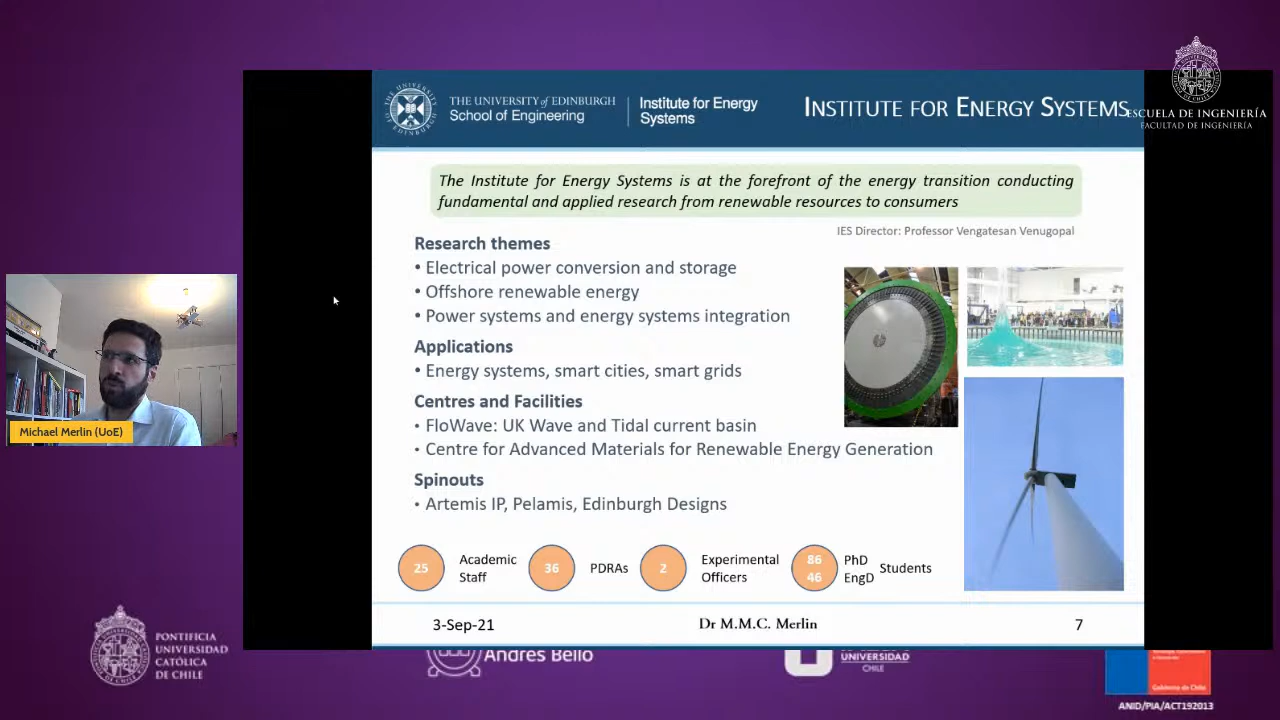 THE UNIVERSITY of EDINBURGH
School of Engineering
Institute for Energy
Systems
INSTITUTE FOR ENERGY SYSTEMS
ESCUELA DE INGENIERÍA
FACULTAD DE INGENIERÍA
The Institute for Energy Systems is at the forefront of the energy transition conducting
fundamental and applied research from renewable resources to consumers
IES Director: Professor Vengatesan Venugopal
Research themes
• Electrical power conversion and storage
• Offshore renewable energy
• Power systems and energy systems integration
Applications
• Energy systems, smart cities, smart grids
Centres and Facilities
• FloWave: UK Wave and Tidal current basin
• Centre for Advanced Materials for Renewable Energy Generation
Spinouts
• Artemis IP, Pelamis, Edinburgh Designs
25 Academic Staff
36 PDRAs
2 Experimental Officers
86 PhD
46 EngD
Students
3-Sep-21 Dr M.M.C. Merlin 7
Michael Merlin (UoE)
PONTIFICIA
UNIVERSIDAD
CATÓLICA
DE CHILE
Andrés Bello
UNIVERSIDAD
CHILE
Gobierno de Chile
ANID/PIA/ACT192013